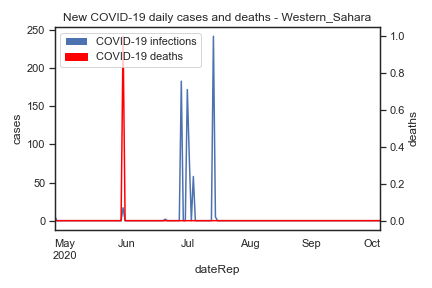 New COVID-19 daily cases and deaths - Western_Sahara
COVID-19 infections
COVID-19 deaths
250
200
150
100
50
0
cases
1.0
0.8
0.6
0.4
0.2
0.0
deaths
May Jun Jul Aug Sep Oct
2020
dateRep